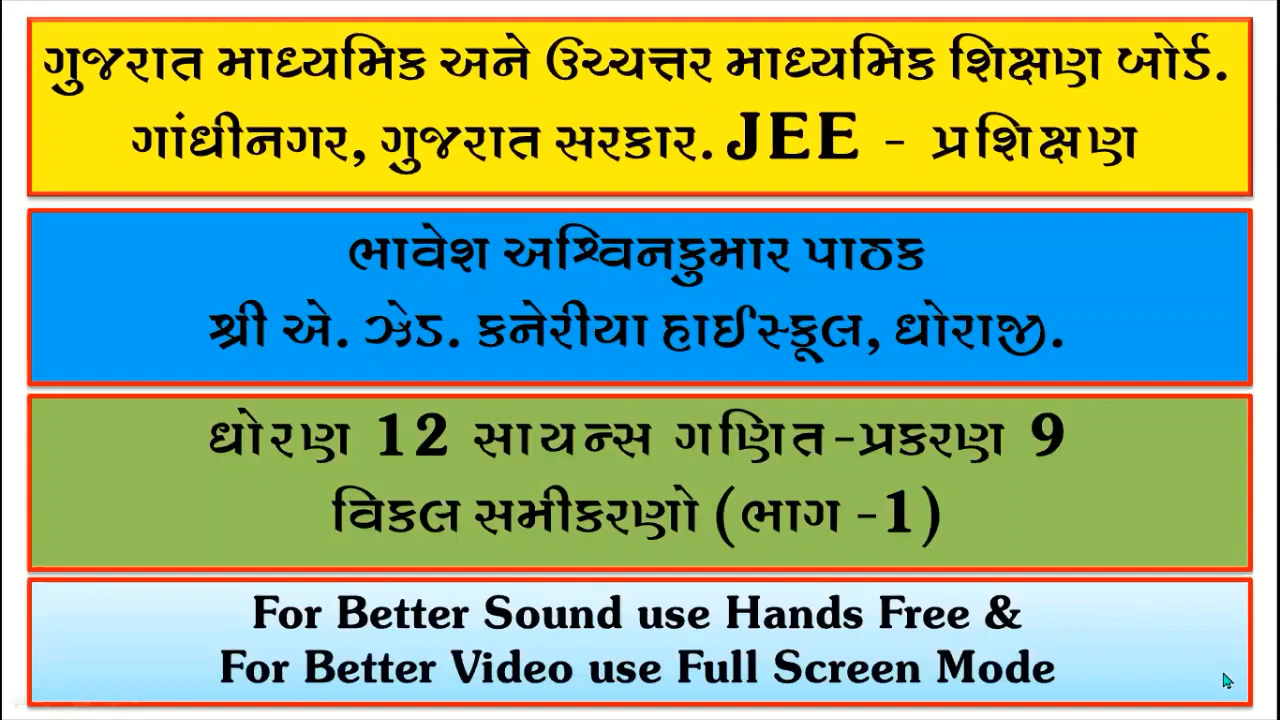 ગુજરાત માધ્યમિક અને ઉચ્ચત્તર માધ્યમિક શિક્ષણ બોર્ડ.
ગાંધીનગર, ગુજરાત સરકાર. JEE - પ્રશિક્ષણ
ભાવેશ અશ્વિનકુમાર પાઠક
શ્રી એ. ઝેડ. કનેરીયા હાઈસ્કૂલ, ધોરાજી.
ધોરણ 12 સાયન્સ ગણિત-પ્રકરણ 9
વિકલ સમીકરણો (ભાગ -1)
For Better Sound use Hands Free &
For Better Video use Full Screen Mode